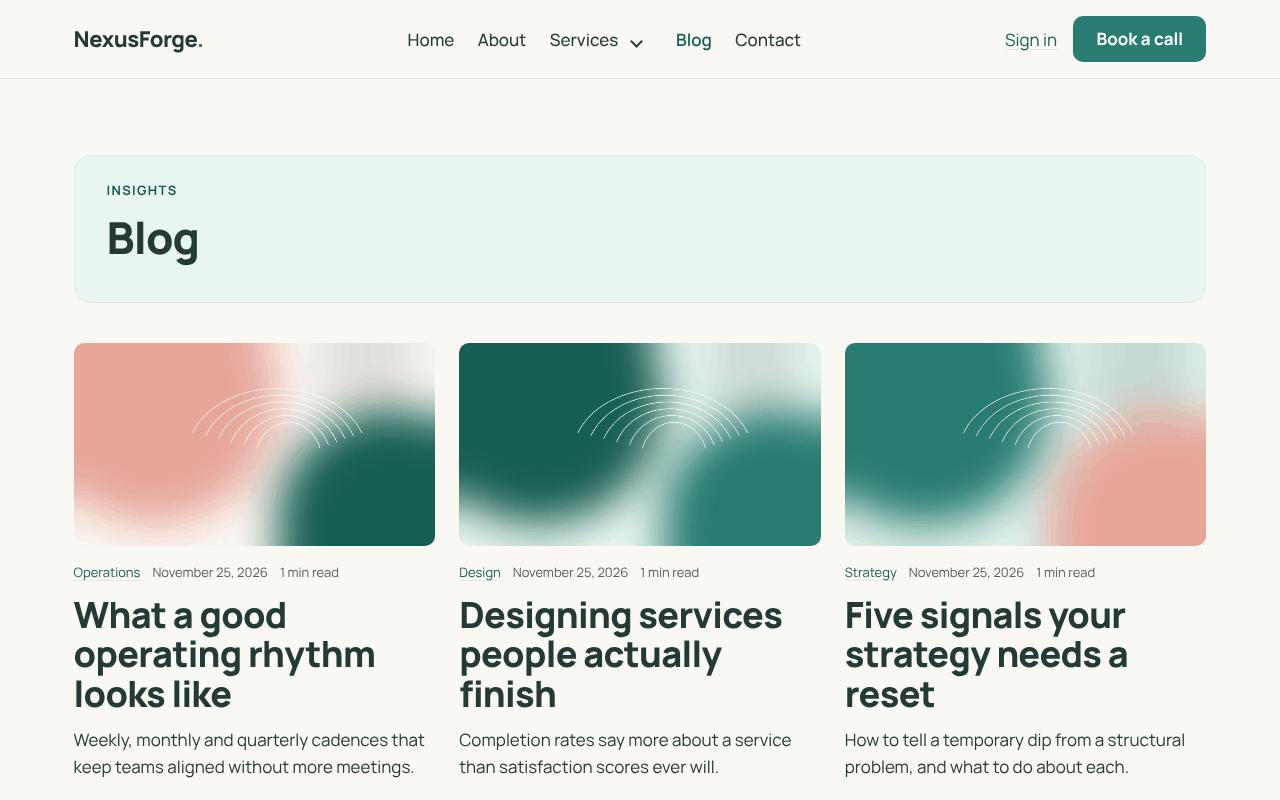 NexusForge.
Home About Services Blog Contact
Sign in
Book a call
INSIGHTS
Blog
Operations November 25, 2026 1 min read
What a good
operating rhythm
looks like
Weekly, monthly and quarterly cadences that
keep teams aligned without more meetings.
Design November 25, 2026 1 min read
Designing services
people actually
finish
Completion rates say more about a service
than satisfaction scores ever will.
Strategy November 25, 2026 1 min read
Five signals your
strategy needs a
reset
How to tell a temporary dip from a structural
problem, and what to do about each.